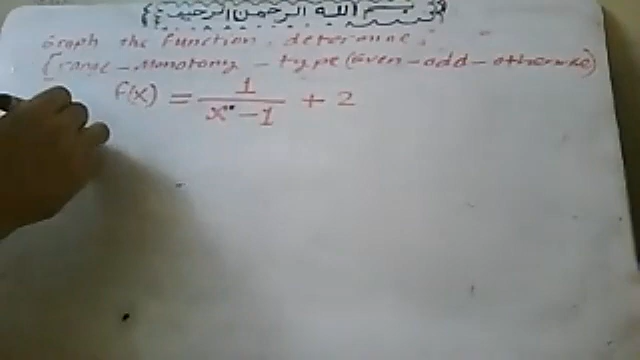 بسم الله الرحمن الرحيم
Graph the function, determine:
[range - Monotony - type (even - odd - otherwise)
f(x) = 1 / (x - 1) + 2